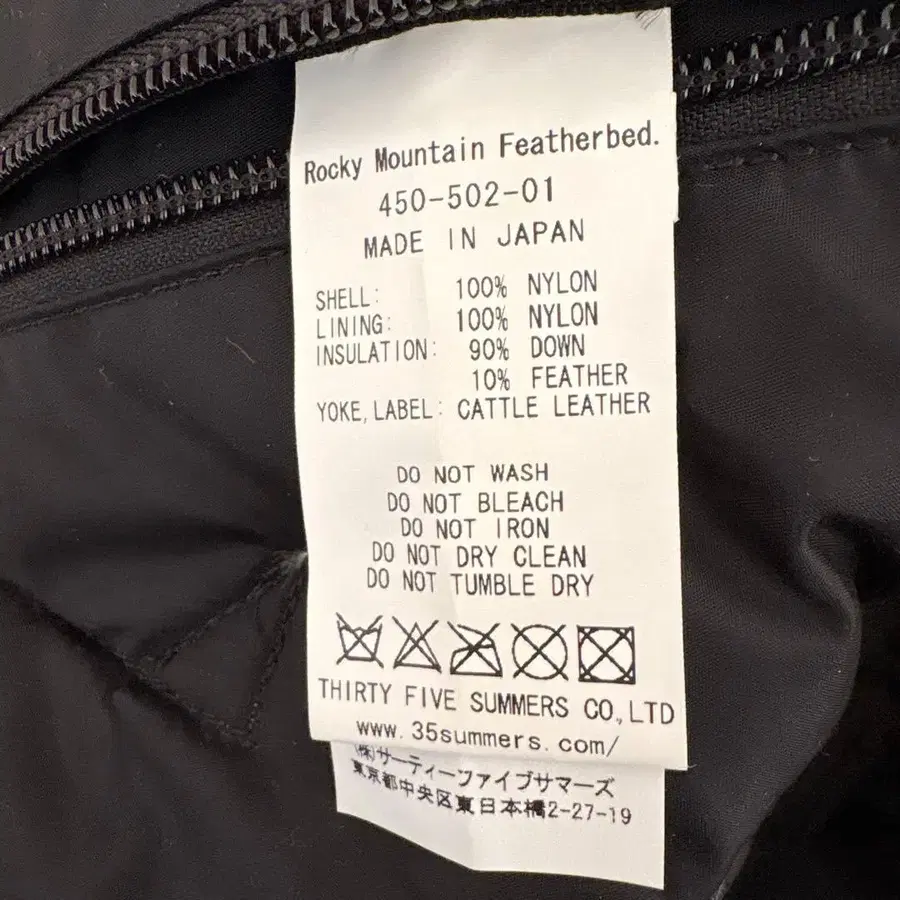 Rocky Mountain Featherbed.
450-502-01
MADE IN JAPAN
SHELL: 100% NYLON
LINING: 100% NYLON
INSULATION: 90% DOWN
10% FEATHER
YOKE, LABEL: CATTLE LEATHER
DO NOT WASH
DO NOT BLEACH
DO NOT IRON
DO NOT DRY CLEAN
DO NOT TUMBLE DRY
THIRTY FIVE SUMMERS CO.,LTD
www.35summers.com/
(株)サーティーファイブサマーズ
東京都中央区東日本橋2-27-19